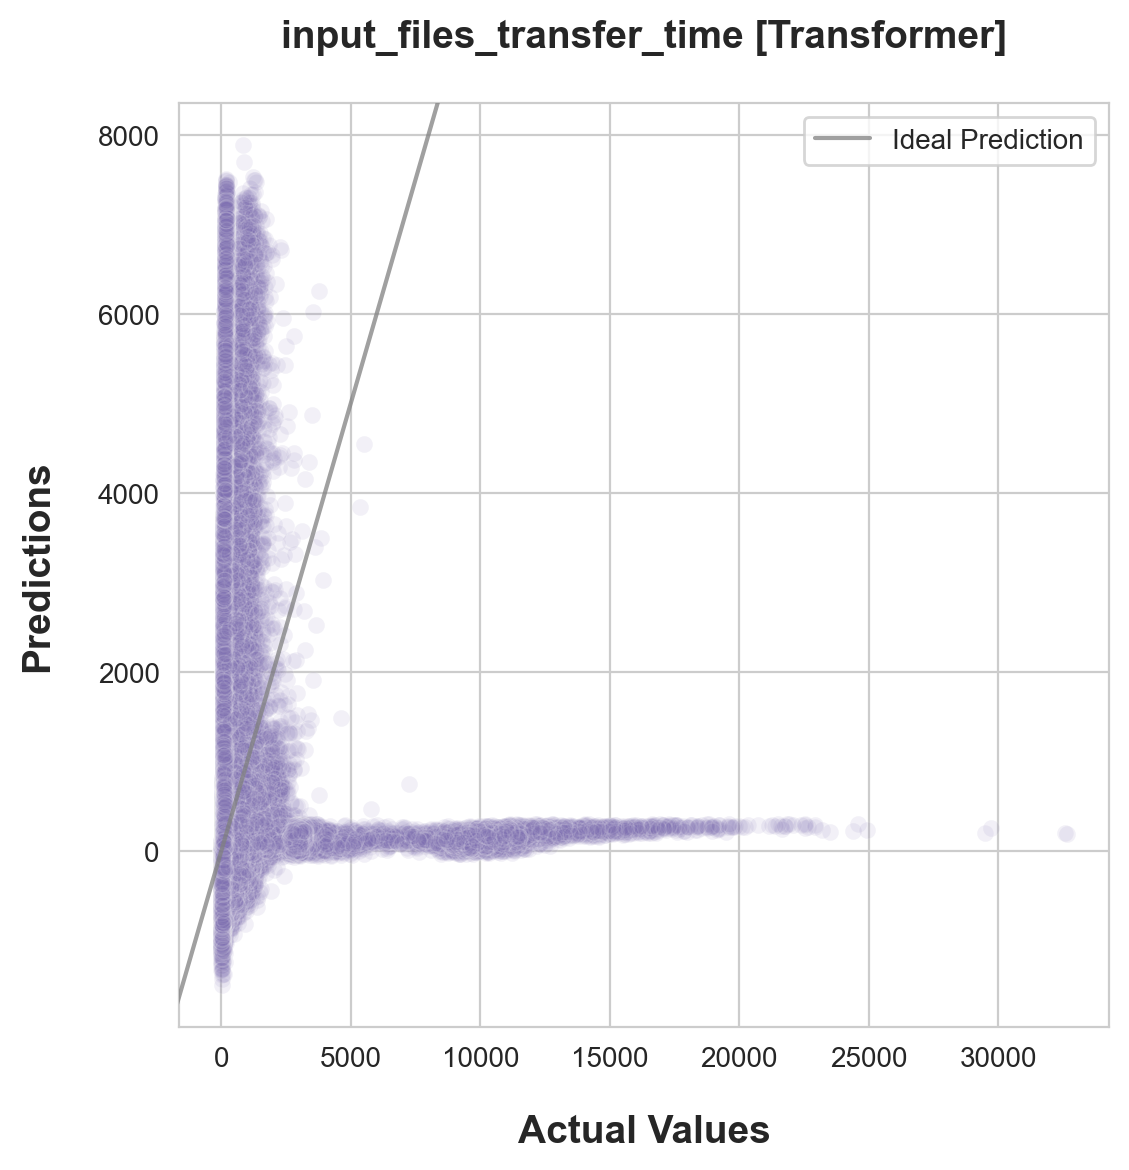 input_files_transfer_time [Transformer]
Ideal Prediction
8000
6000
4000
2000
0
Predictions
0 5000 10000 15000 20000 25000 30000
Actual Values